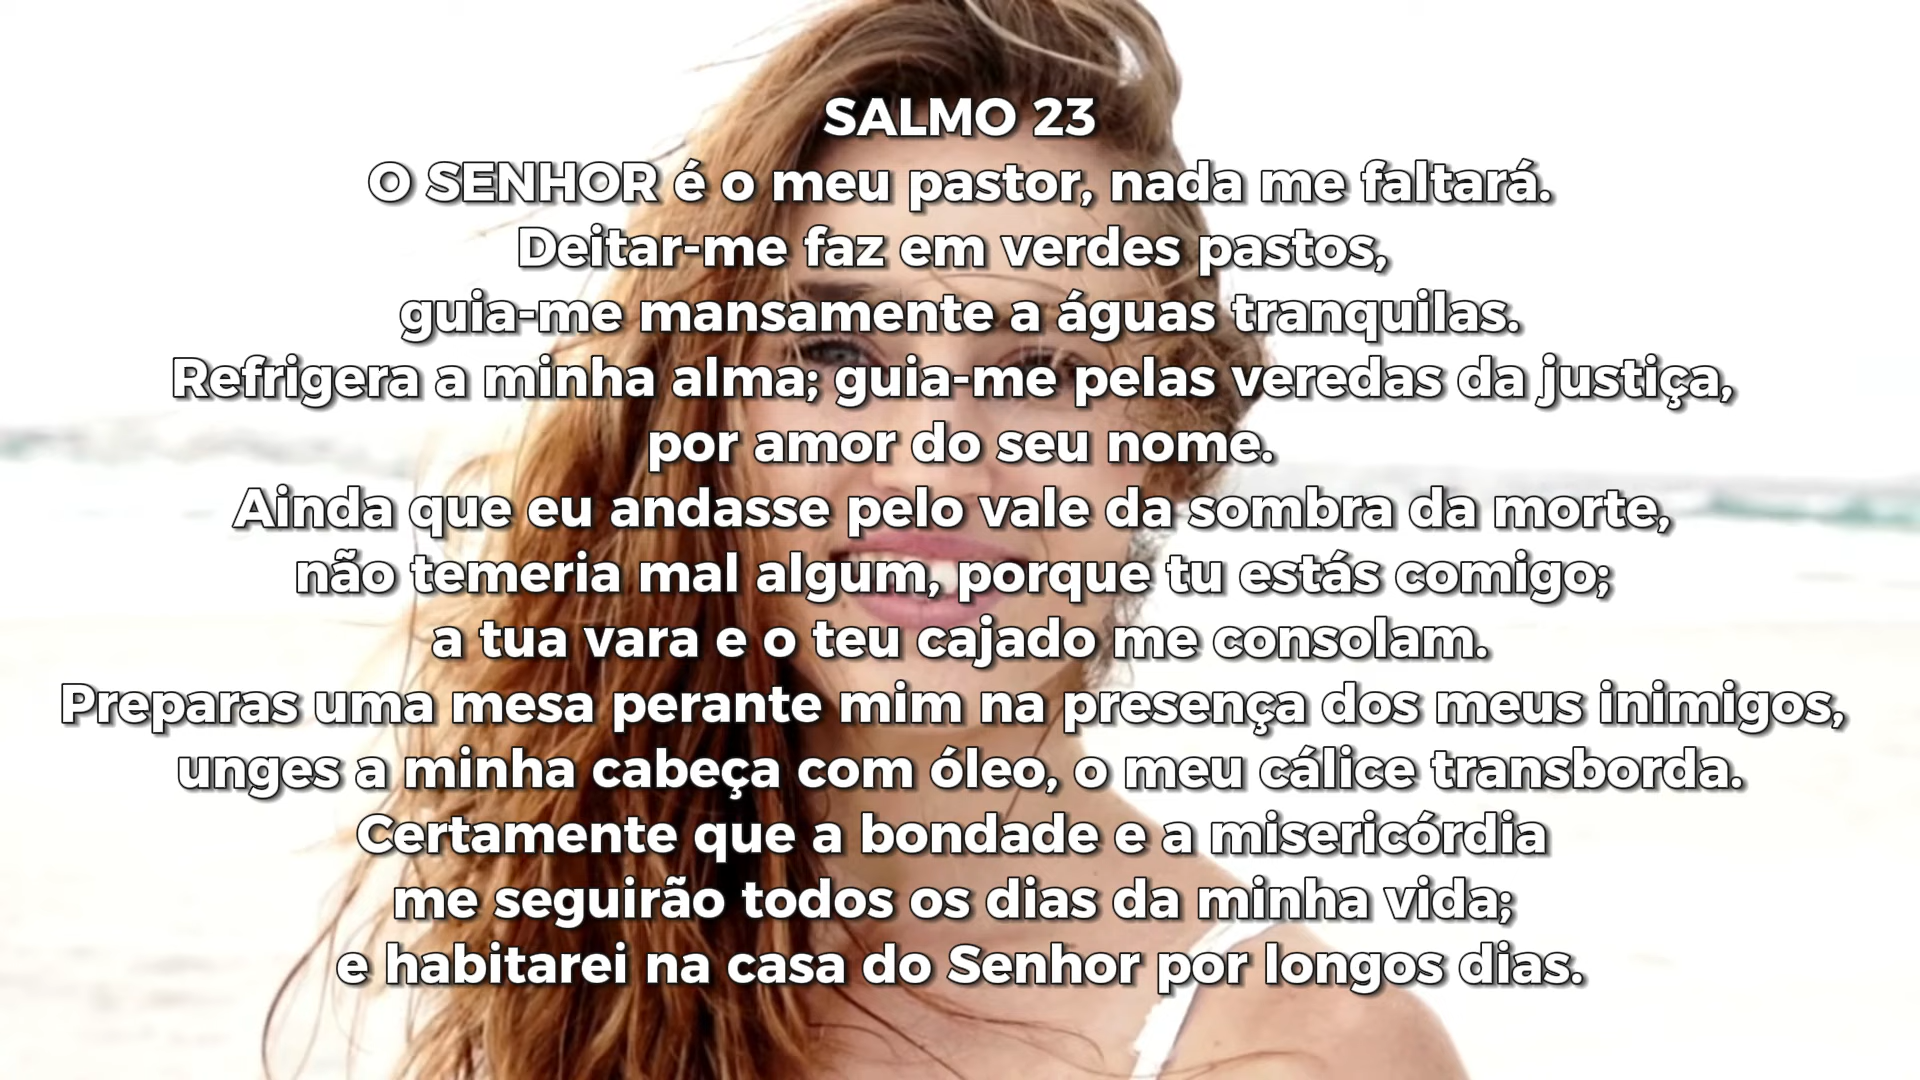 SALMO 23
O SENHOR é o meu pastor, nada me faltará.
Deitar-me faz em verdes pastos,
guia-me mansamente a águas tranquilas.
Refrigera a minha alma; guia-me pelas veredas da justiça,
por amor do seu nome.
Ainda que eu andasse pelo vale da sombra da morte,
não temeria mal algum, porque tu estás comigo;
a tua vara e o teu cajado me consolam.
Preparas uma mesa perante mim na presença dos meus inimigos,
unges a minha cabeça com óleo, o meu cálice transborda.
Certamente que a bondade e a misericórdia
me seguirão todos os dias da minha vida;
e habitarei na casa do Senhor por longos dias.